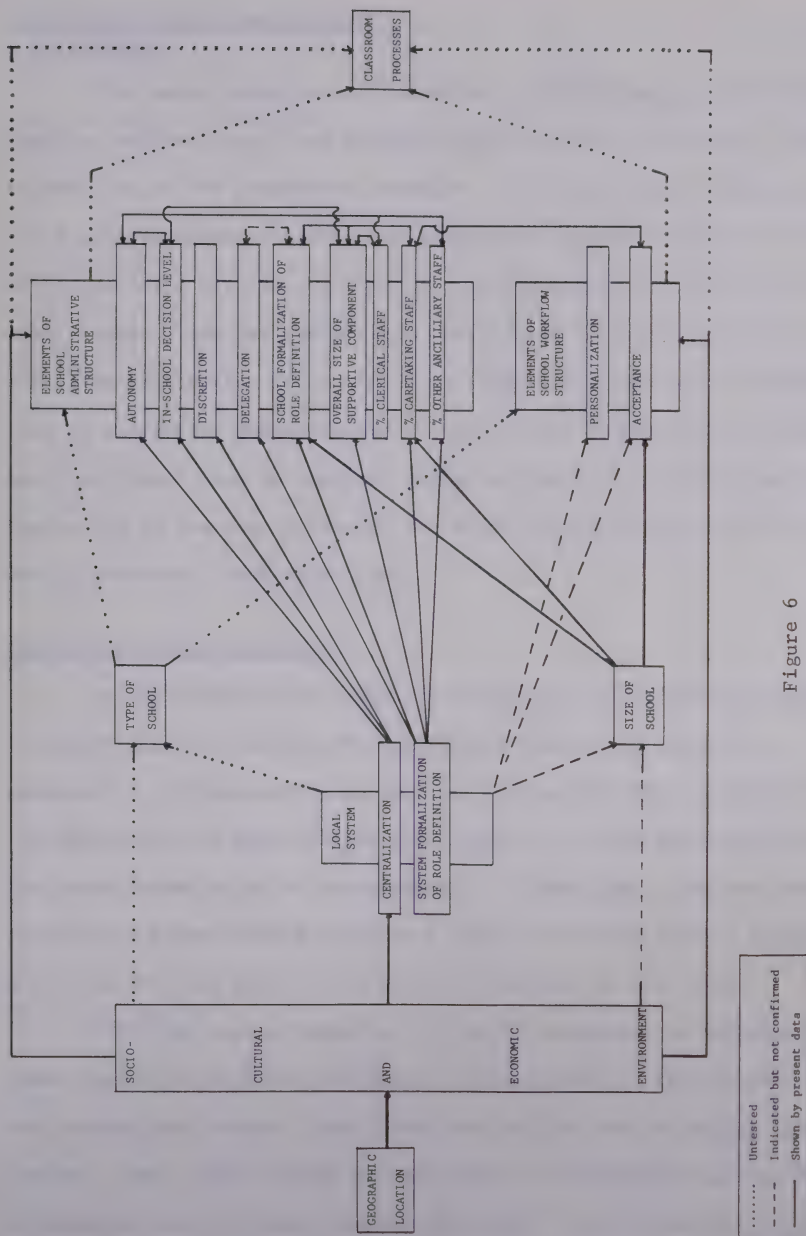 CLASSROOM
PROCESSES
ELEMENTS OF
SCHOOL
ADMINISTRATIVE
STRUCTURE
AUTONOMY
IN-SCHOOL DECISION LEVEL
DISCRETION
DELEGATION
SCHOOL FORMALIZATION OF
ROLE DEFINITION
OVERALL SIZE OF
SUPPORTIVE COMPONENT
% CLERICAL STAFF
% CARETAKING STAFF
% OTHER ANCILLIARY STAFF
ELEMENTS OF
SCHOOL WORKFLOW
STRUCTURE
PERSONALIZATION
ACCEPTANCE
TYPE OF
SCHOOL
SIZE OF
SCHOOL
LOCAL
SYSTEM
CENTRALIZATION
SYSTEM FORMALIZATION
OF ROLE DEFINITION
SOCIO-
CULTURAL
AND
ECONOMIC
ENVIRONMENT
GEOGRAPHIC
LOCATION
Untested
Indicated but not confirmed
Shown by present data
Figure 6